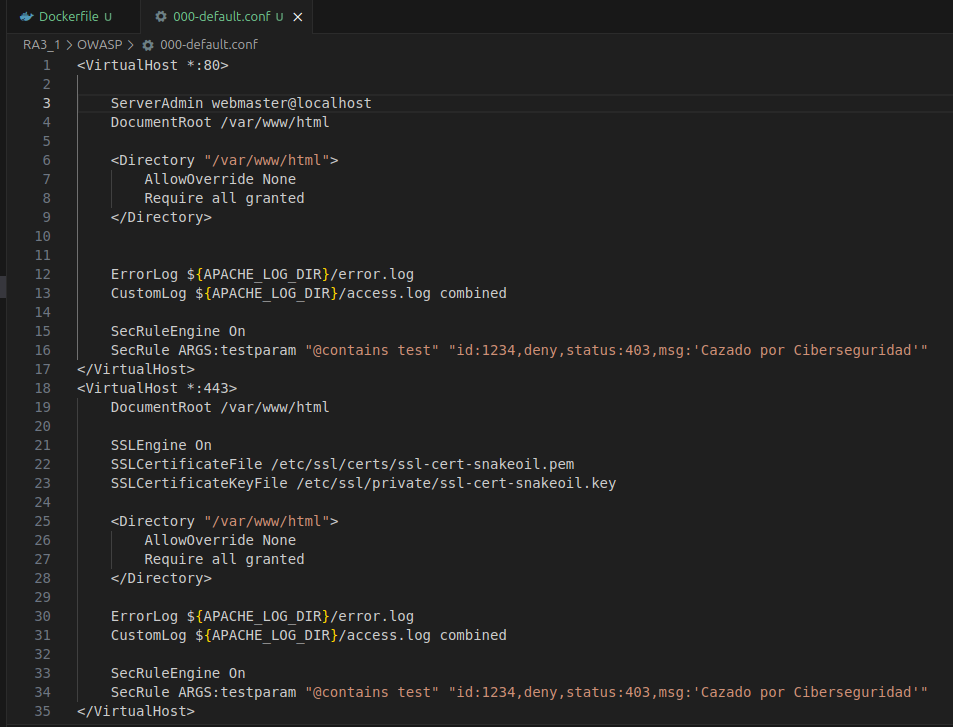 Dockerfile U
000-default.conf U
RA3_1 > OWASP > 000-default.conf
1 <VirtualHost *:80>
2
3 ServerAdmin webmaster@localhost
4 DocumentRoot /var/www/html
5
6 <Directory "/var/www/html">
7 AllowOverride None
8 Require all granted
9 </Directory>
10
11
12 ErrorLog ${APACHE_LOG_DIR}/error.log
13 CustomLog ${APACHE_LOG_DIR}/access.log combined
14
15 SecRuleEngine On
16 SecRule ARGS:testparam "@contains test" "id:1234,deny,status:403,msg:'Cazado por Ciberseguridad'"
17 </VirtualHost>
18 <VirtualHost *:443>
19 DocumentRoot /var/www/html
20
21 SSLEngine On
22 SSLCertificateFile /etc/ssl/certs/ssl-cert-snakeoil.pem
23 SSLCertificateKeyFile /etc/ssl/private/ssl-cert-snakeoil.key
24
25 <Directory "/var/www/html">
26 AllowOverride None
27 Require all granted
28 </Directory>
29
30 ErrorLog ${APACHE_LOG_DIR}/error.log
31 CustomLog ${APACHE_LOG_DIR}/access.log combined
32
33 SecRuleEngine On
34 SecRule ARGS:testparam "@contains test" "id:1234,deny,status:403,msg:'Cazado por Ciberseguridad'"
35 </VirtualHost>